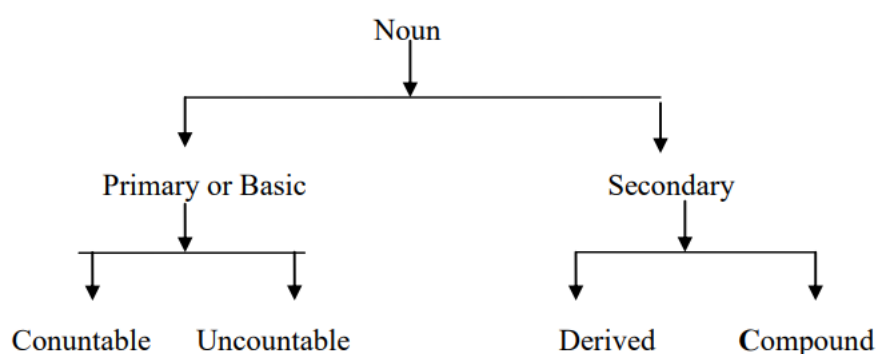 Noun
Primary or Basic Secondary
Conuntable Uncountable Derived Compound